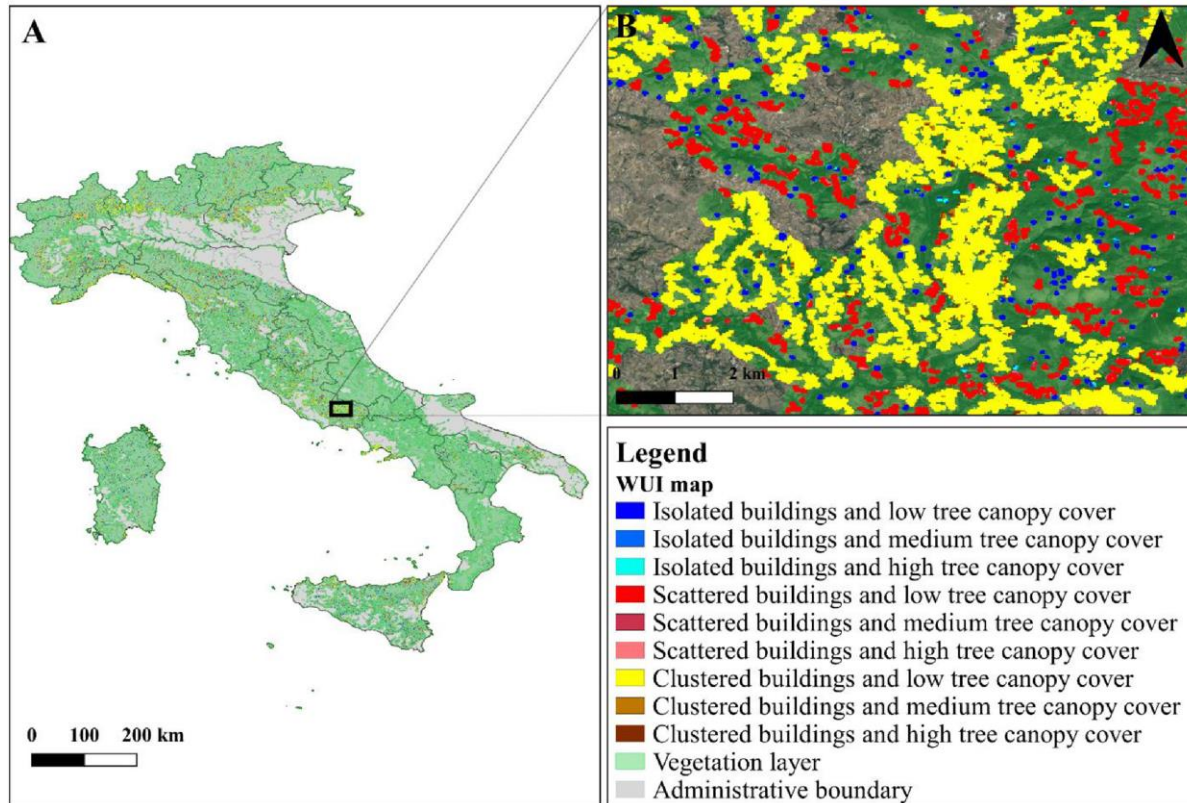 A
B
0 1 2 km
0 100 200 km
Legend
WUI map
Isolated buildings and low tree canopy cover
Isolated buildings and medium tree canopy cover
Isolated buildings and high tree canopy cover
Scattered buildings and low tree canopy cover
Scattered buildings and medium tree canopy cover
Scattered buildings and high tree canopy cover
Clustered buildings and low tree canopy cover
Clustered buildings and medium tree canopy cover
Clustered buildings and high tree canopy cover
Vegetation layer
Administrative boundary